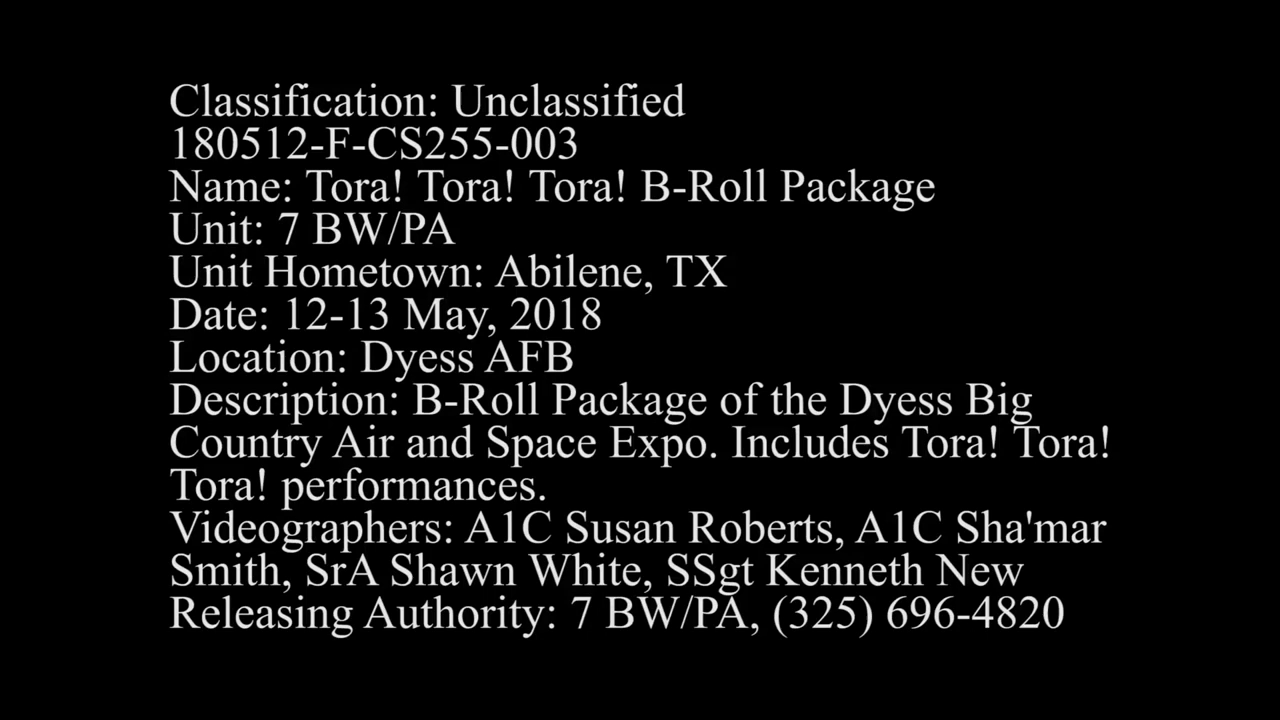 Classification: Unclassified
180512-F-CS255-003
Name: Tora! Tora! Tora! B-Roll Package
Unit: 7 BW/PA
Unit Hometown: Abilene, TX
Date: 12-13 May, 2018
Location: Dyess AFB
Description: B-Roll Package of the Dyess Big
Country Air and Space Expo. Includes Tora! Tora!
Tora! performances.
Videographers: A1C Susan Roberts, A1C Sha'mar
Smith, SrA Shawn White, SSgt Kenneth New
Releasing Authority: 7 BW/PA, (325) 696-4820